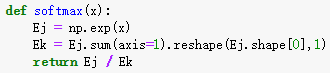 def softmax(x):
    Ej = np.exp(x)
    Ek = Ej.sum(axis=1).reshape(Ej.shape[0],1)
    return Ej / Ek